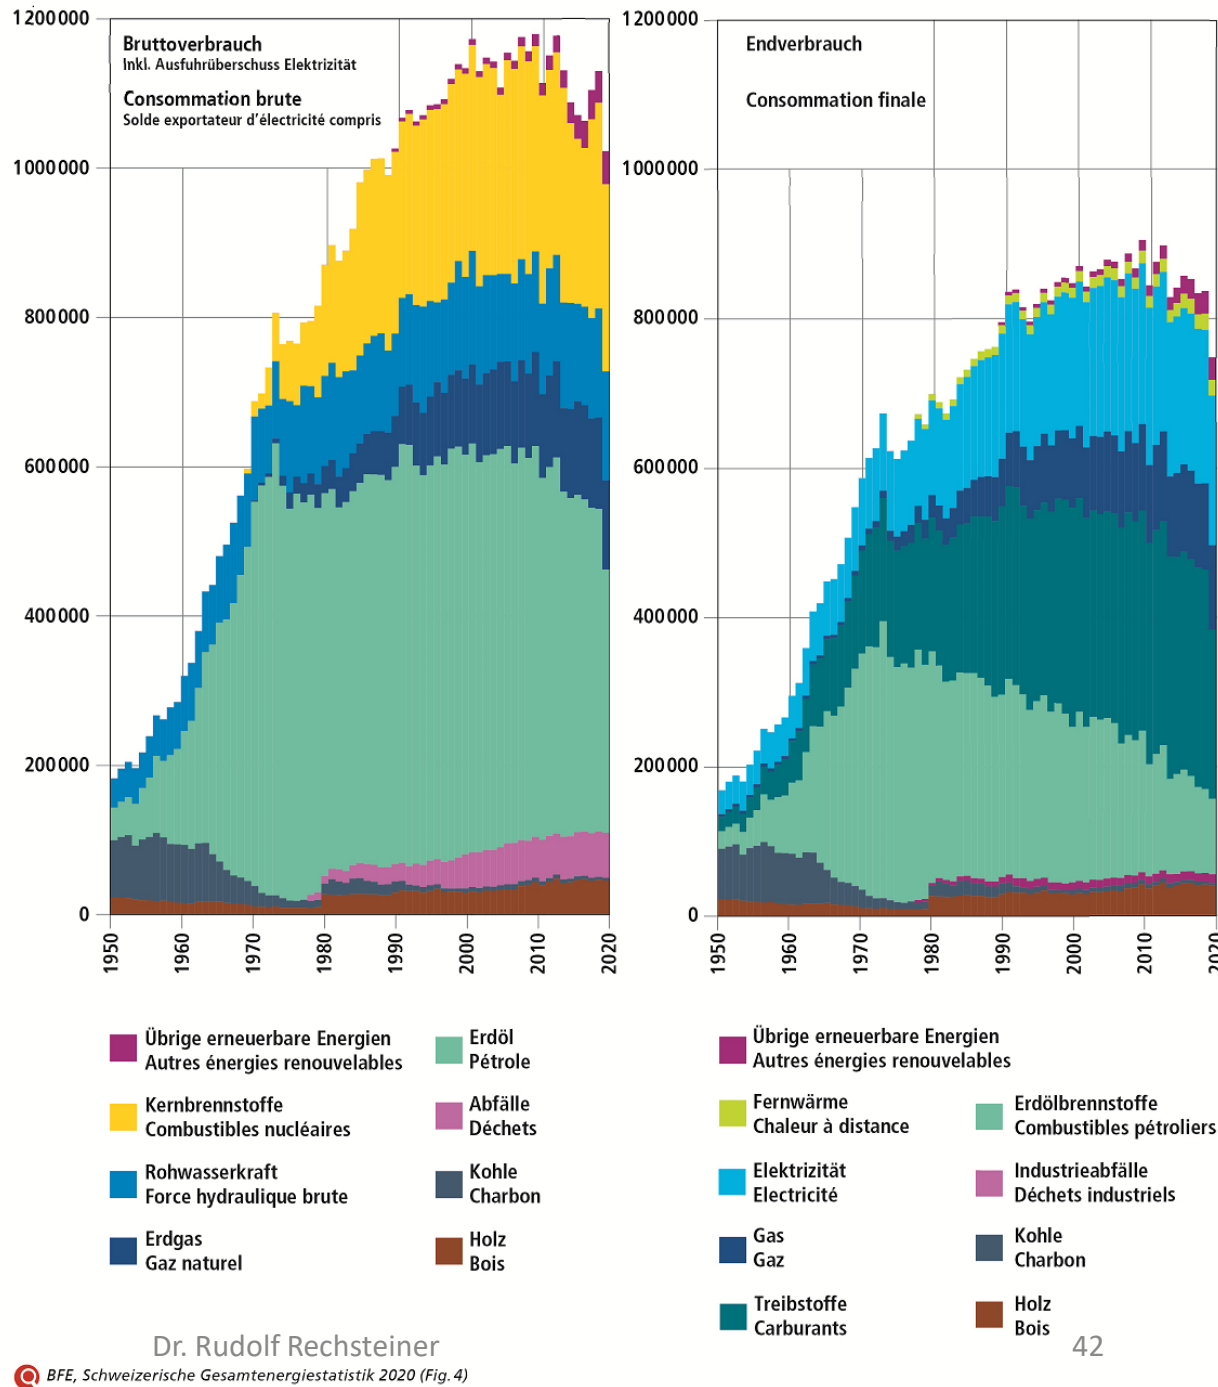 1200000
1000000
800000
600000
400000
200000
0
Bruttoverbrauch
Inkl. Ausfuhrüberschuss Elektrizität
Consommation brute
Solde exportateur d'électricité compris
1950
1960
1970
1980
1990
2000
2010
2020
1200000
1000000
800000
600000
400000
200000
0
Endverbrauch
Consommation finale
1950
1960
1970
1980
1990
2000
2010
2020
Übrige erneuerbare Energien
Autres énergies renouvelables
Kernbrennstoffe
Combustibles nucléaires
Rohwasserkraft
Force hydraulique brute
Erdgas
Gaz naturel
Erdöl
Pétrole
Abfälle
Déchets
Kohle
Charbon
Holz
Bois
Übrige erneuerbare Energien
Autres énergies renouvelables
Fernwärme
Chaleur à distance
Elektrizität
Electricité
Gas
Gaz
Treibstoffe
Carburants
Erdölbrennstoffe
Combustibles pétroliers
Industrieabfälle
Déchets industriels
Kohle
Charbon
Holz
Bois
Dr. Rudolf Rechsteiner
42
BFE, Schweizerische Gesamtenergiestatistik 2020 (Fig. 4)